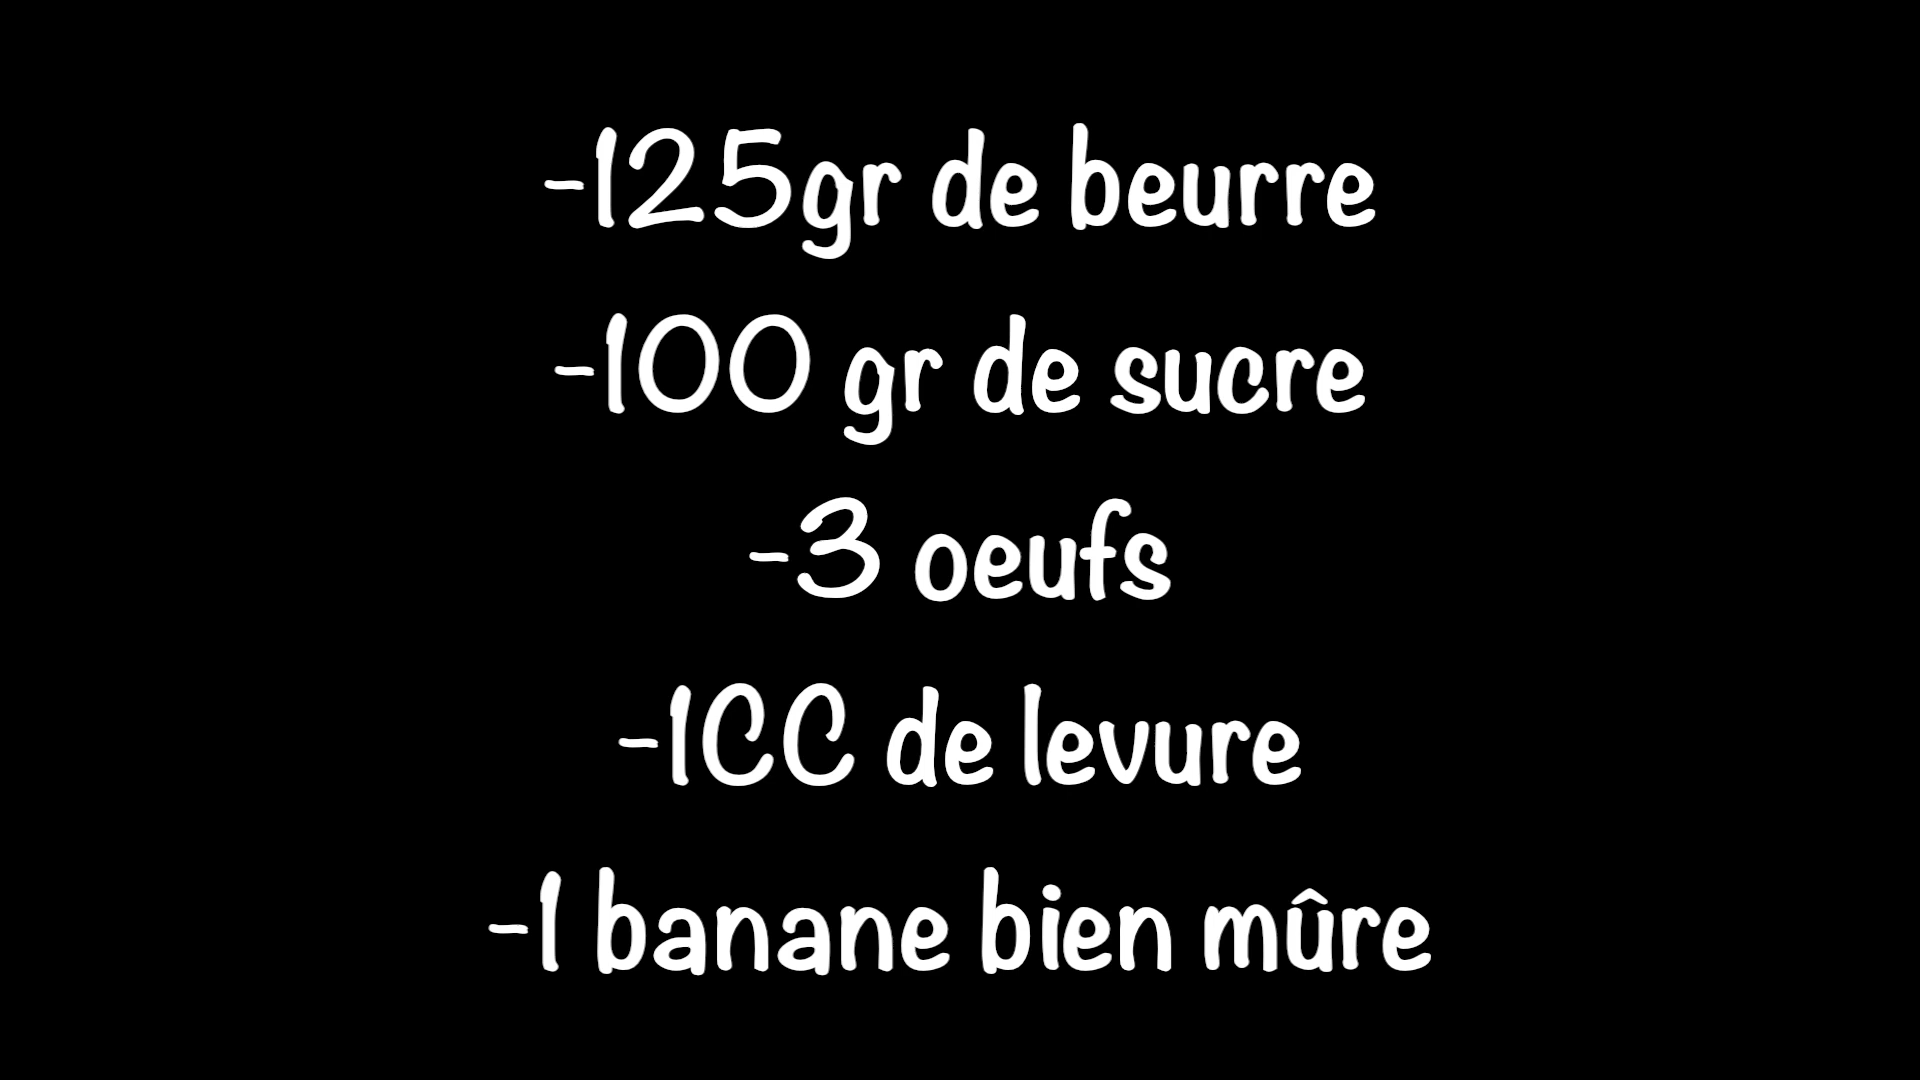 -125gr de beurre
-100 gr de sucre
-3 oeufs
-1CC de levure
-1 banane bien mûre